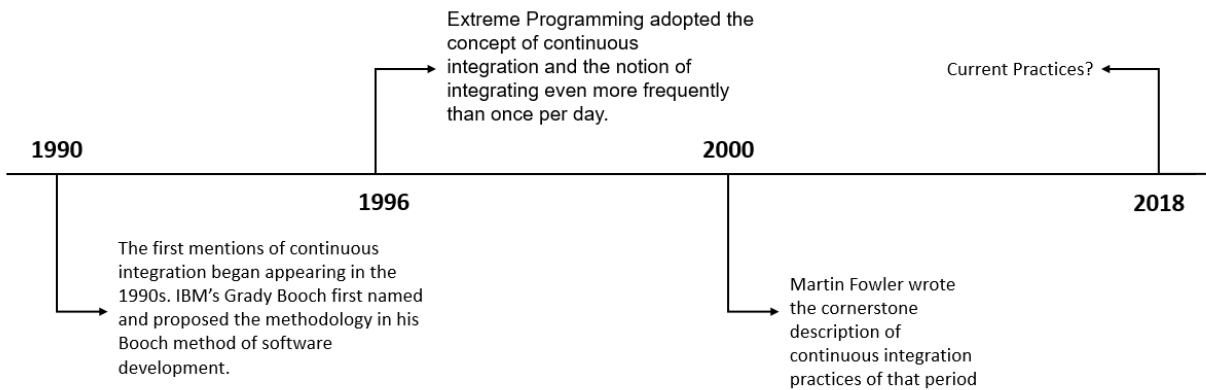 Extreme Programming adopted the
concept of continuous
integration and the notion of
integrating even more frequently
than once per day.
Current Practices?
1990
2000
1996
2018
The first mentions of continuous
integration began appearing in the
1990s. IBM’s Grady Booch first named
and proposed the methodology in his
Booch method of software
development.
Martin Fowler wrote
the cornerstone
description of
continuous integration
practices of that period